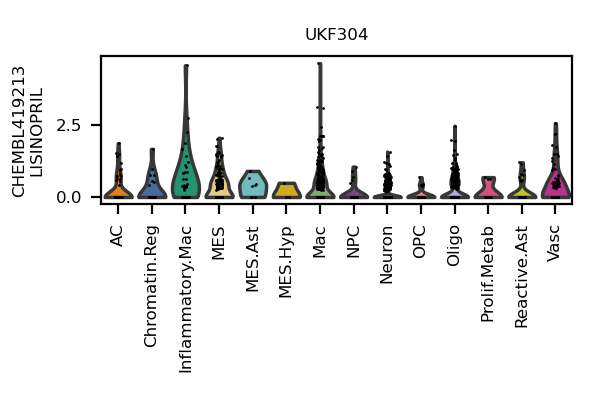 UKF304
CHEMBL419213
LISINOPRIL
2.5
0.0
AC
Chromatin.Reg
Inflammatory.Mac
MES
MES.Ast
MES.Hyp
Mac
NPC
Neuron
OPC
Oligo
Prolif.Metab
Reactive.Ast
Vasc